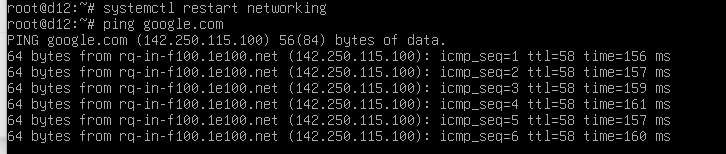 root@d12:~# systemctl restart networking
root@d12:~# ping google.com
PING google.com (142.250.115.100) 56(84) bytes of data.
64 bytes from rq-in-f100.1e100.net (142.250.115.100): icmp_seq=1 ttl=58 time=156 ms
64 bytes from rq-in-f100.1e100.net (142.250.115.100): icmp_seq=2 ttl=58 time=157 ms
64 bytes from rq-in-f100.1e100.net (142.250.115.100): icmp_seq=3 ttl=58 time=159 ms
64 bytes from rq-in-f100.1e100.net (142.250.115.100): icmp_seq=4 ttl=58 time=161 ms
64 bytes from rq-in-f100.1e100.net (142.250.115.100): icmp_seq=5 ttl=58 time=157 ms
64 bytes from rq-in-f100.1e100.net (142.250.115.100): icmp_seq=6 ttl=58 time=160 ms